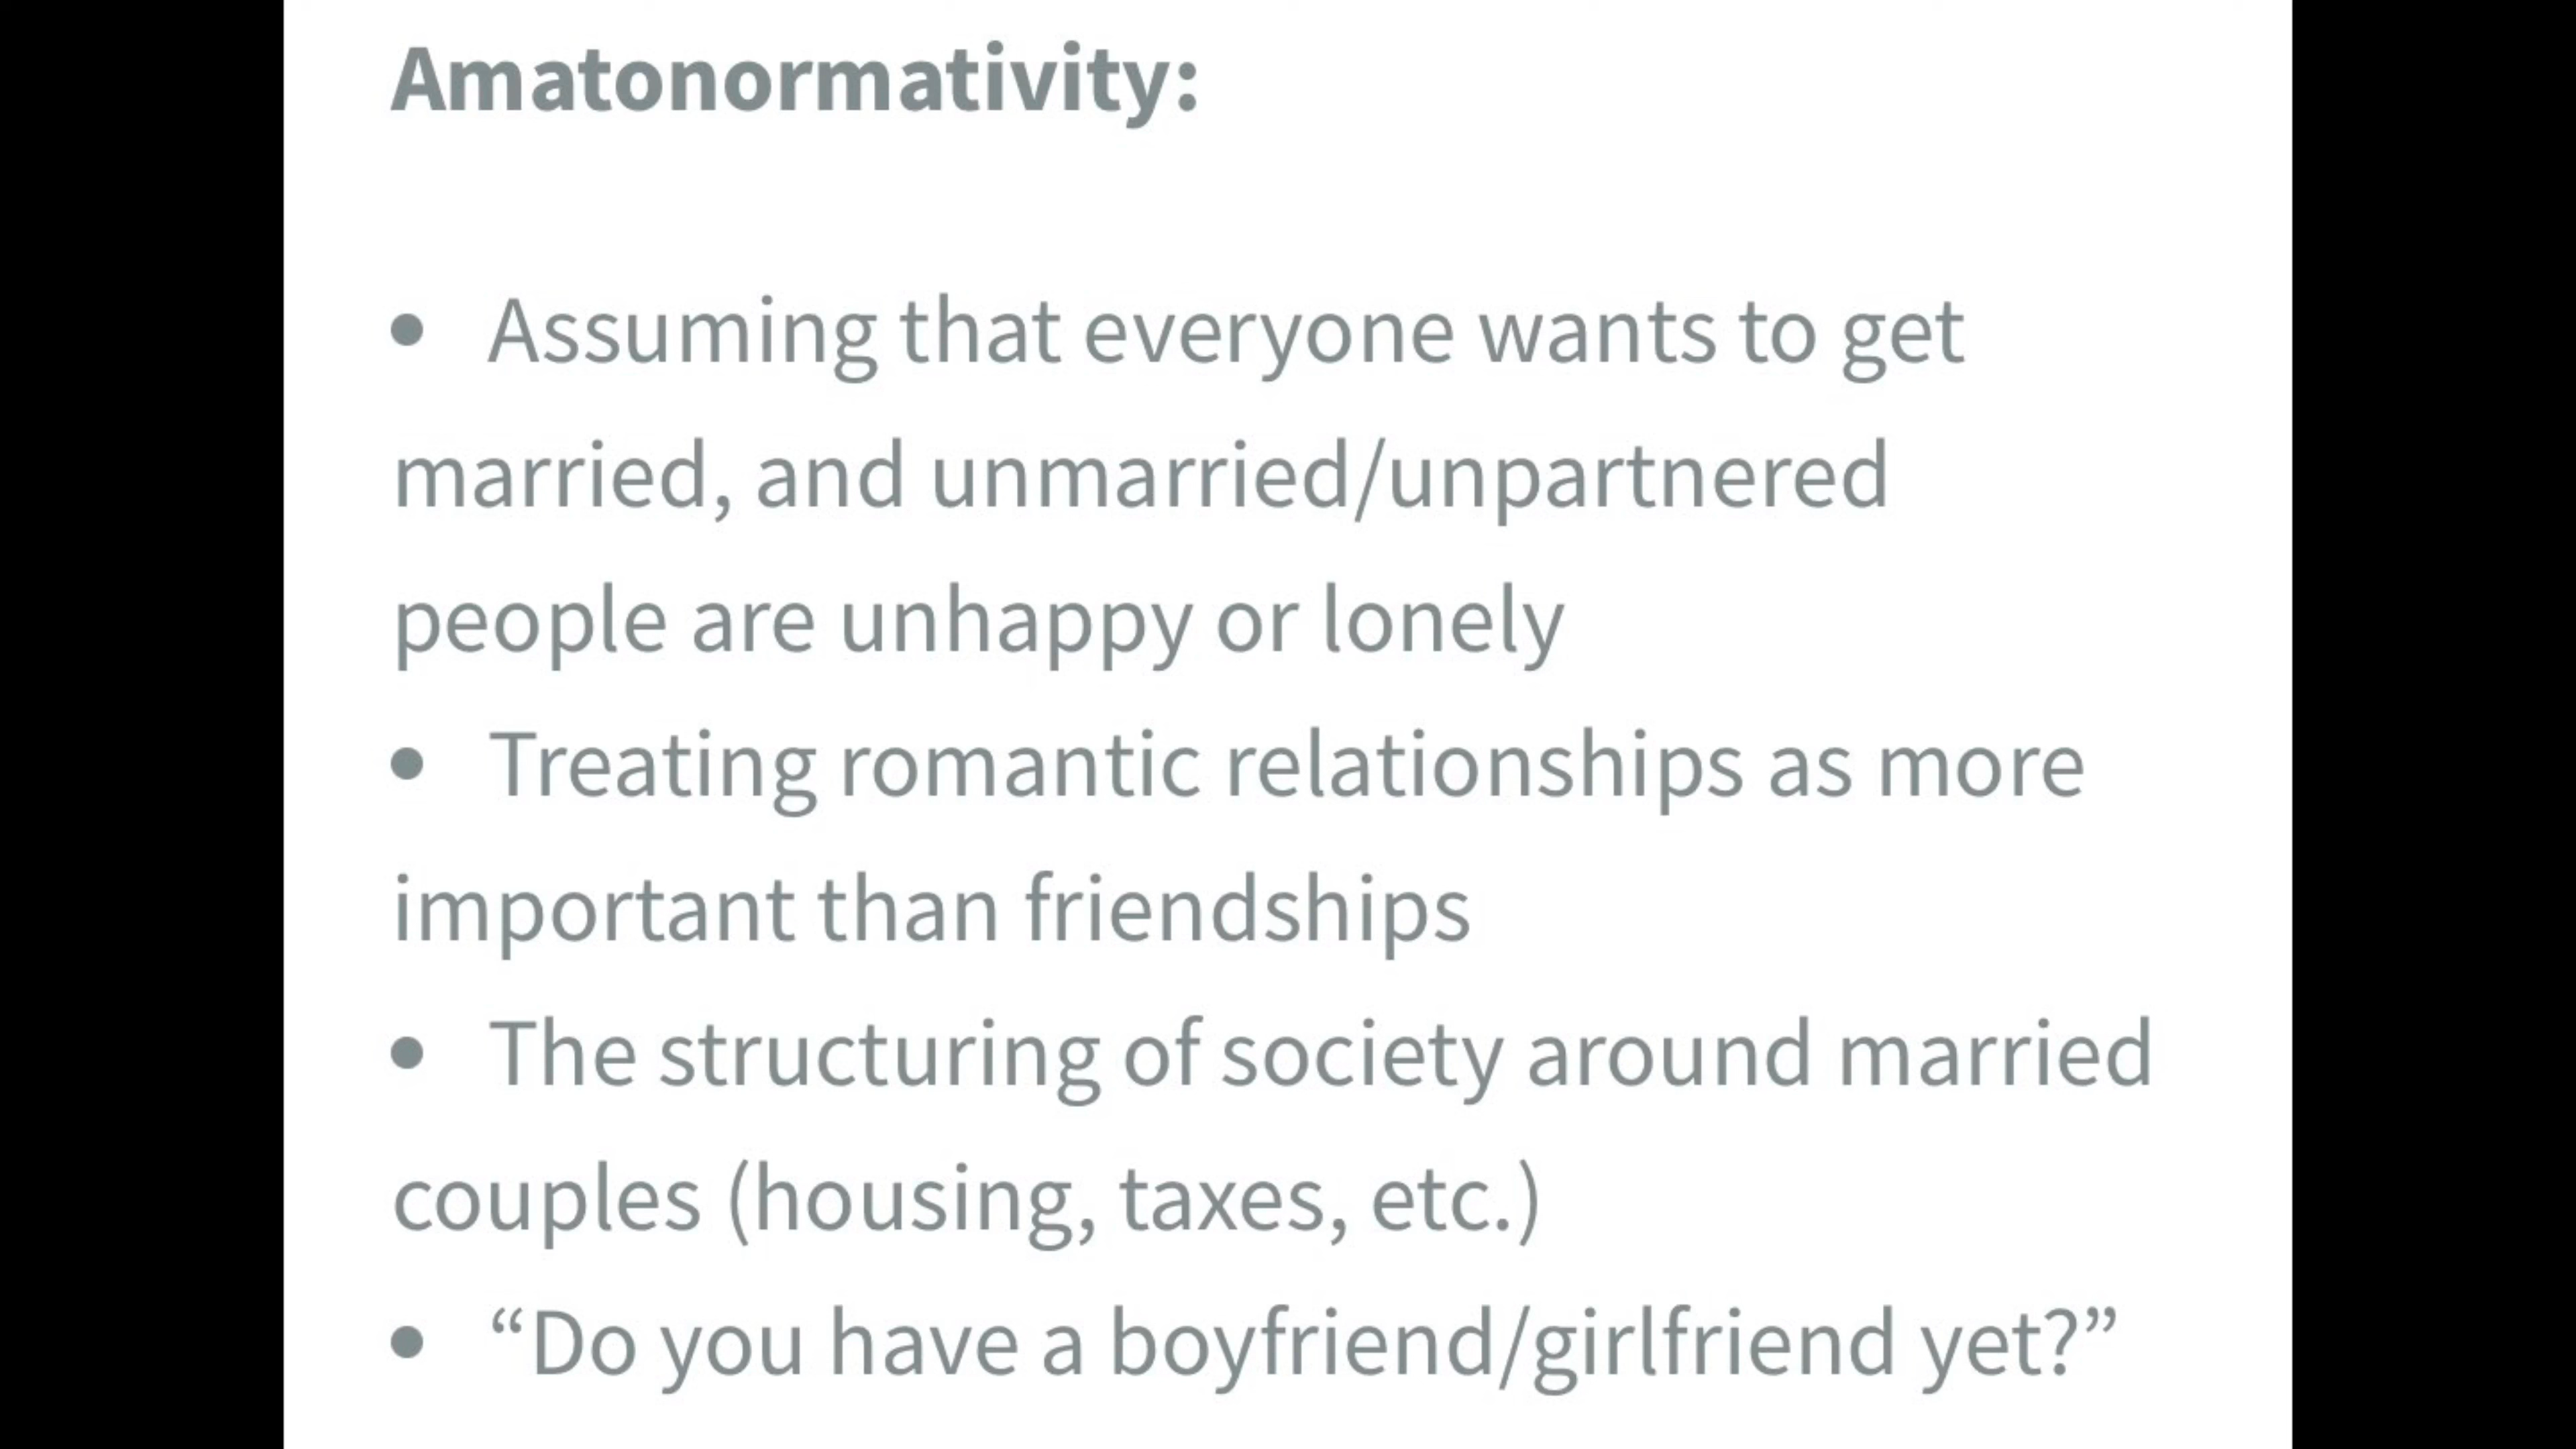 Amatonormativity:
• Assuming that everyone wants to get
married, and unmarried/unpartnered
people are unhappy or lonely
• Treating romantic relationships as more
important than friendships
• The structuring of society around married
couples (housing, taxes, etc.)
• “Do you have a boyfriend/girlfriend yet?”